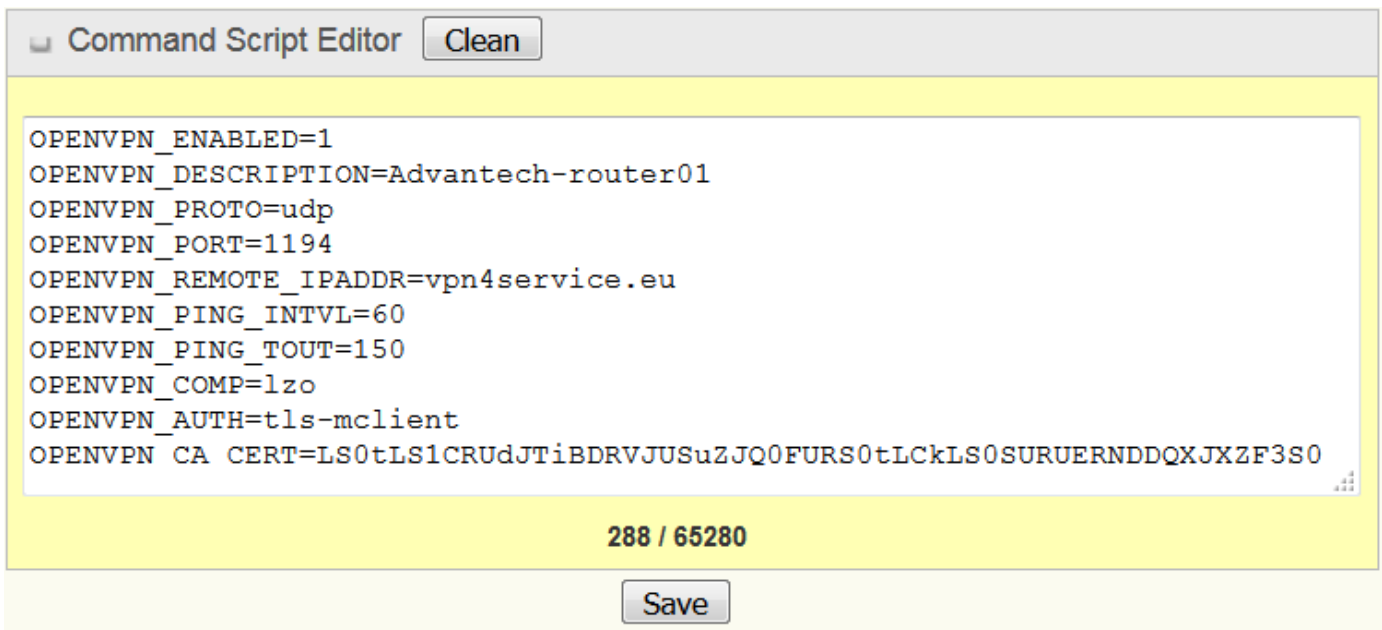 Command Script Editor Clean
OPENVPN_ENABLED=1
OPENVPN_DESCRIPTION=Advantech-router01
OPENVPN_PROTO=udp
OPENVPN_PORT=1194
OPENVPN_REMOTE_IPADDR=vpn4service.eu
OPENVPN_PING_INTVL=60
OPENVPN_PING_TOUT=150
OPENVPN_COMP=lzo
OPENVPN_AUTH=tls-mclient
OPENVPN_CA_CERT=LS0tLS1CRUdJTiBDRVJUSuZJQ0FURS0tLCkLS0SURUERNDDQXJXZF3S0
288 / 65280
Save